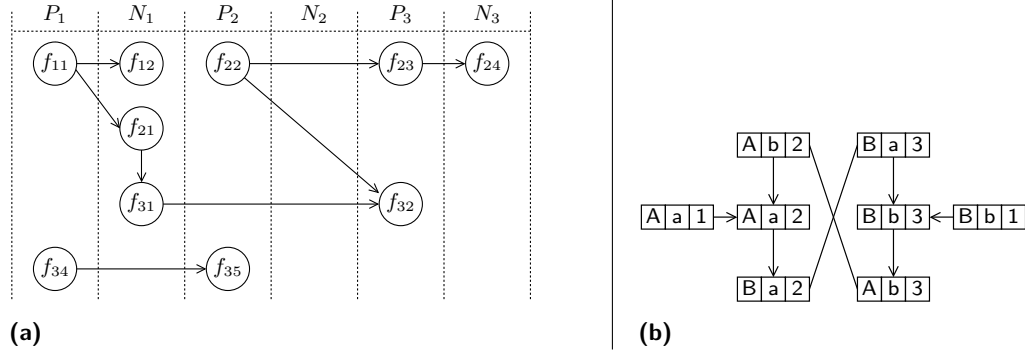 P1 N1 P2 N2 P3 N3
f11 f12 f22 f23 f24
f21
A b 2 B a 3
f31 f32
A a 1 A a 2 B b 3 B b 1
f34 f35
B a 2 A b 3
(a) (b)